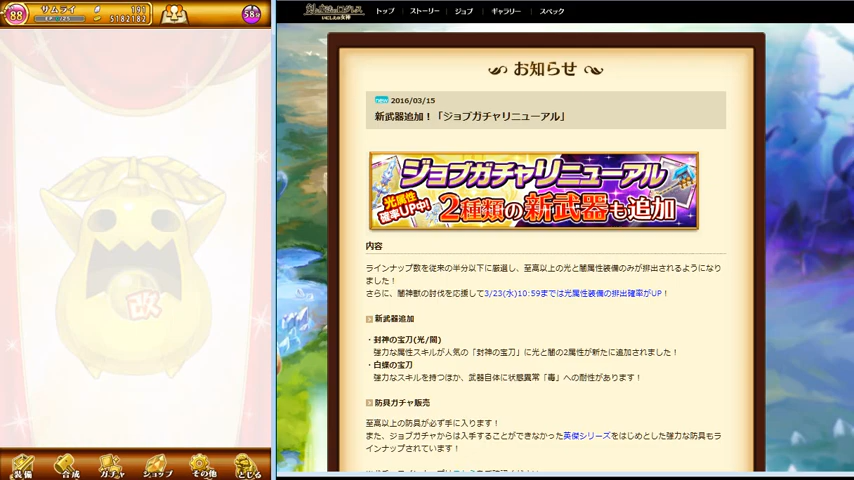 88
サムライ
191
5182182
58
改
装備 合成 ガチャ ショップ その他 とじる
トップ ストーリー ジョブ ギャラリー スペック
お知らせ
new 2016/03/15
新武器追加！「ジョブガチャリニューアル」
ジョブガチャリニューアル
光属性
確率UP中!
2種類の新武器も追加
内容
ラインナップ数を従来の半分以下に厳選し、至高以上の光と闇属性装備のみが排出されるようになり
ました！
さらに、闇神獣の討伐を応援して3/23(水)10:59までは光属性装備の排出確率がUP！
新武器追加
・封神の宝刀(光/闇)
強力な属性スキルが人気の「封神の宝刀」に光と闇の2属性が新たに追加されました！
・白蝶の宝刀
強力なスキルを持つほか、武器自体に状態異常「毒」への耐性があります！
防具ガチャ販売
至高以上の防具が必ず手に入ります！
また、ジョブガチャからは入手することができなかった英傑シリーズをはじめとした強力な防具もラ
インナップされています！